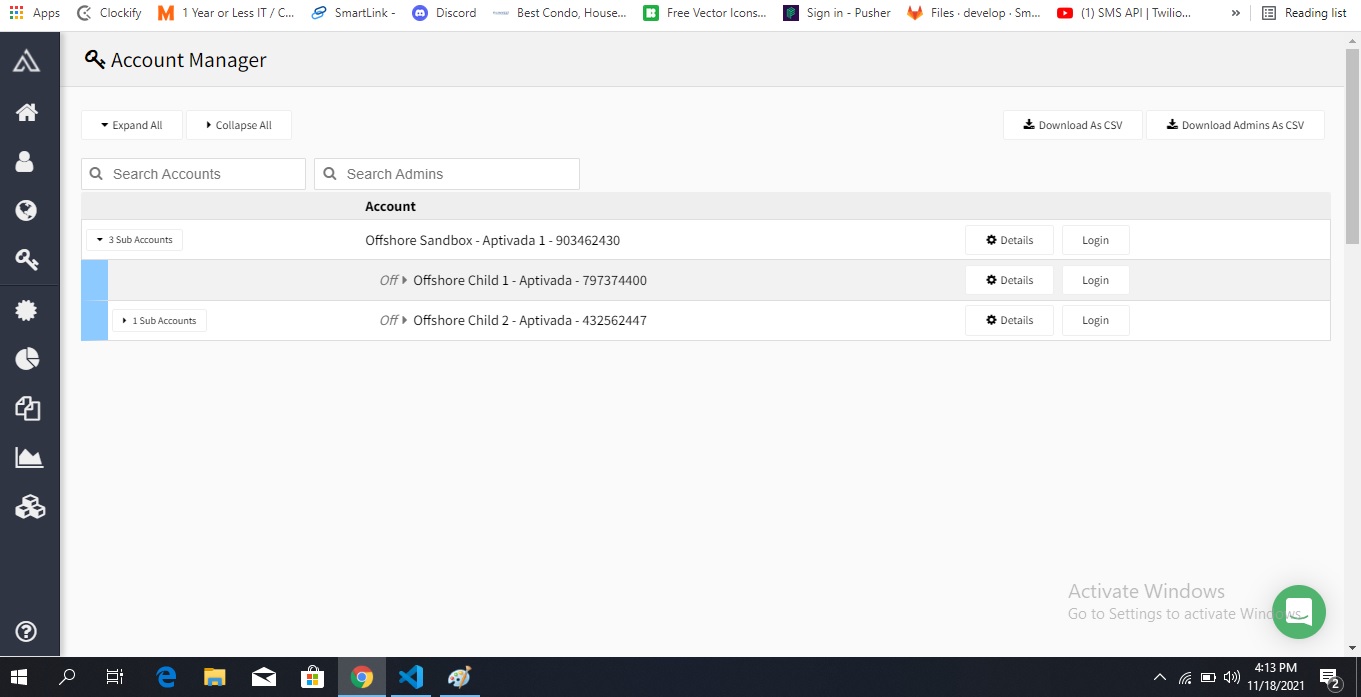 Apps Clockify 1 Year or Less IT / C... SmartLink - Discord Best Condo, House... Free Vector Icons... Sign in - Pusher Files · develop · Sm... (1) SMS API | Twilio... » Reading list
Account Manager
Expand All Collapse All Download As CSV Download Admins As CSV
Search Accounts Search Admins
Account
3 Sub Accounts Offshore Sandbox - Aptivada 1 - 903462430 Details Login
Off Offshore Child 1 - Aptivada - 797374400 Details Login
1 Sub Accounts Off Offshore Child 2 - Aptivada - 432562447 Details Login
Activate Windows
Go to Settings to activate Windows.
4:13 PM
11/18/2021
2